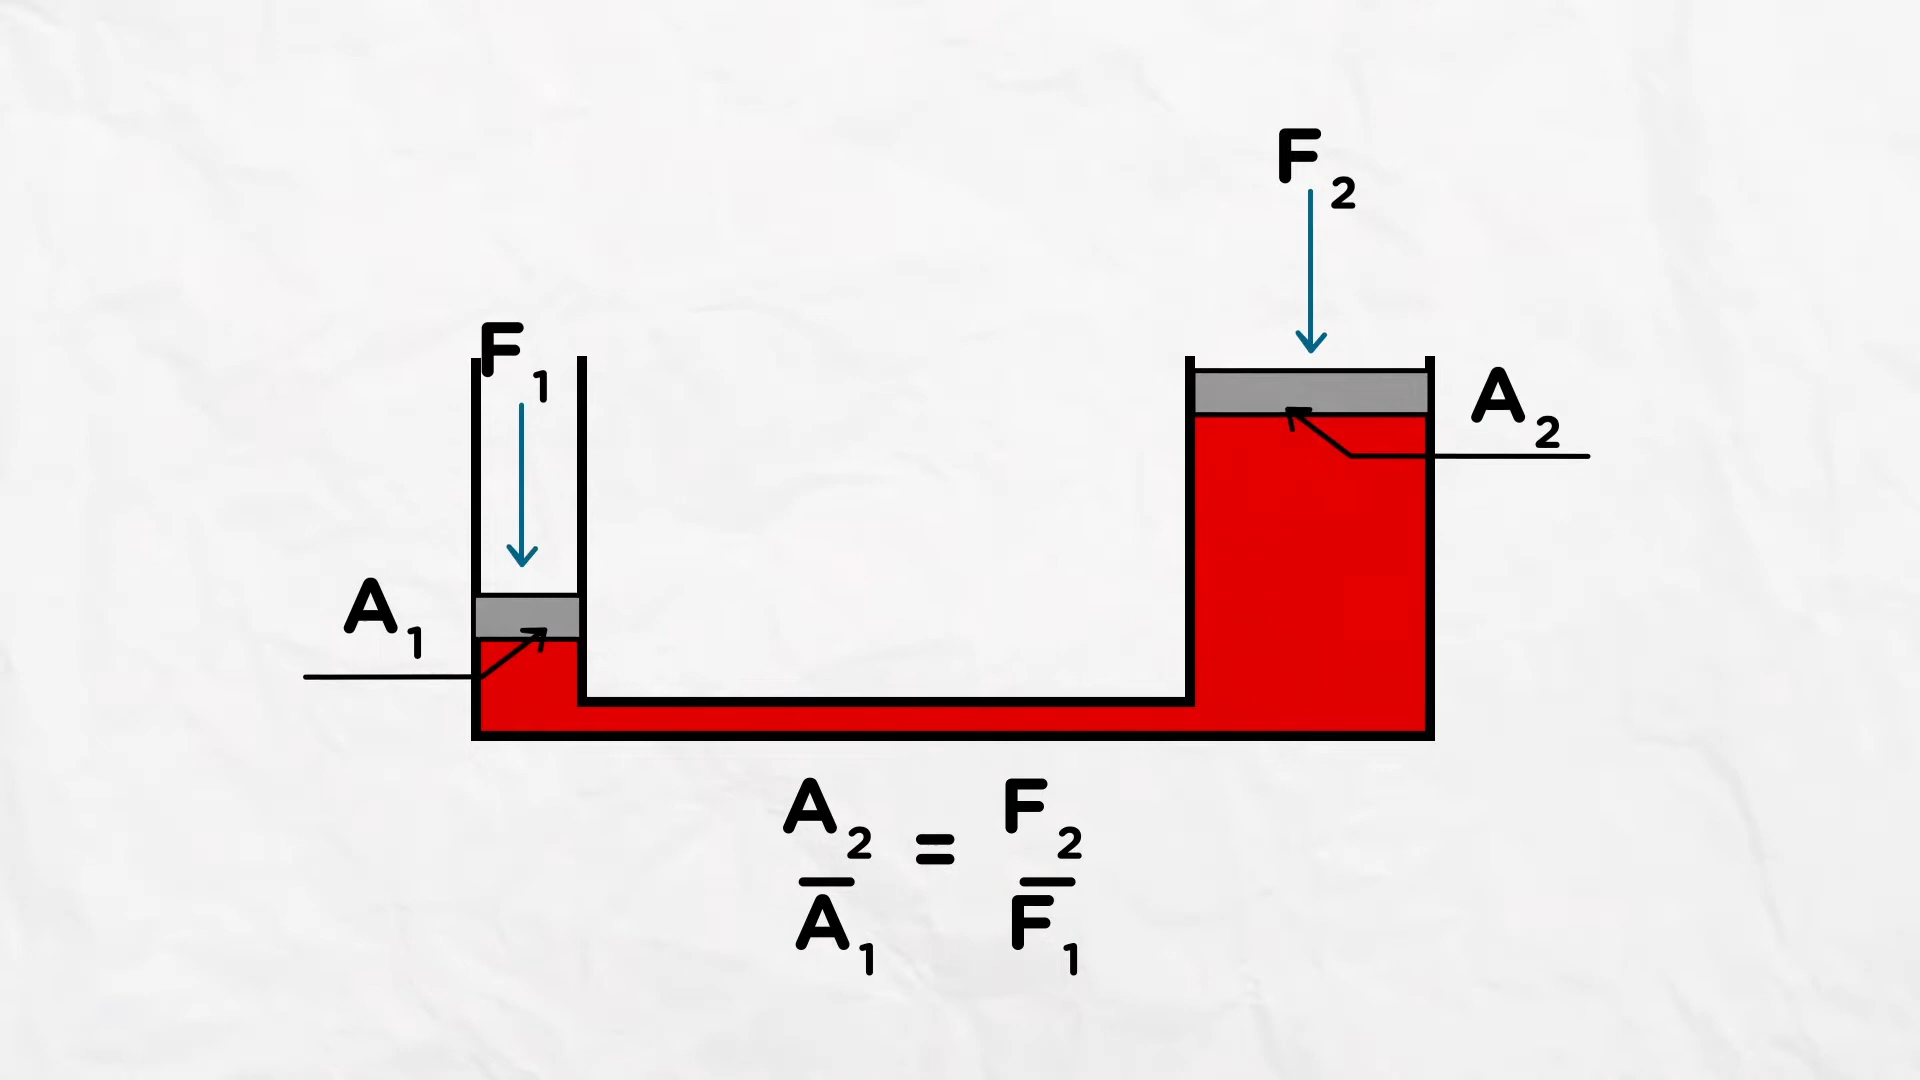 F₂
F₁
A₂
A₁
A₂ = F₂
A₁ F₁